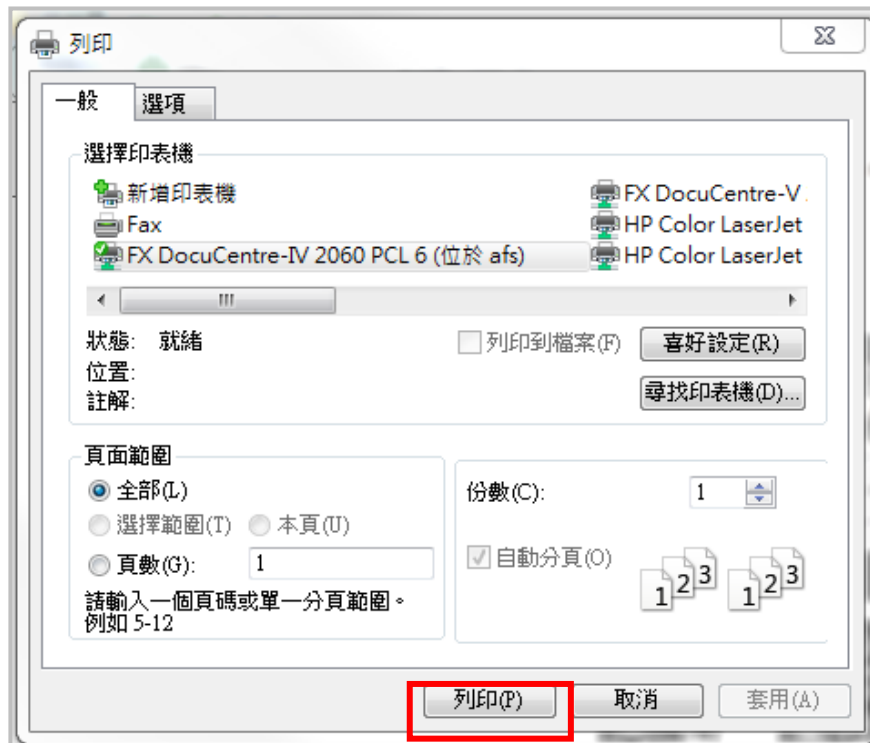 列印
一般
選項
選擇印表機
新增印表機
Fax
FX DocuCentre-IV 2060 PCL 6 (位於 afs)
FX DocuCentre-V
HP Color LaserJet
HP Color LaserJet
狀態: 就緒
位置:
註解:
列印到檔案(F)
喜好設定(R)
尋找印表機(D)...
頁面範圍
全部(L)
選擇範圍(T) 本頁(U)
頁數(G): 1
請輸入一個頁碼或單一分頁範圍。
例如 5-12
份數(C): 1
自動分頁(O)
1 2 3 1 2 3
列印(P) 取消 套用(A)